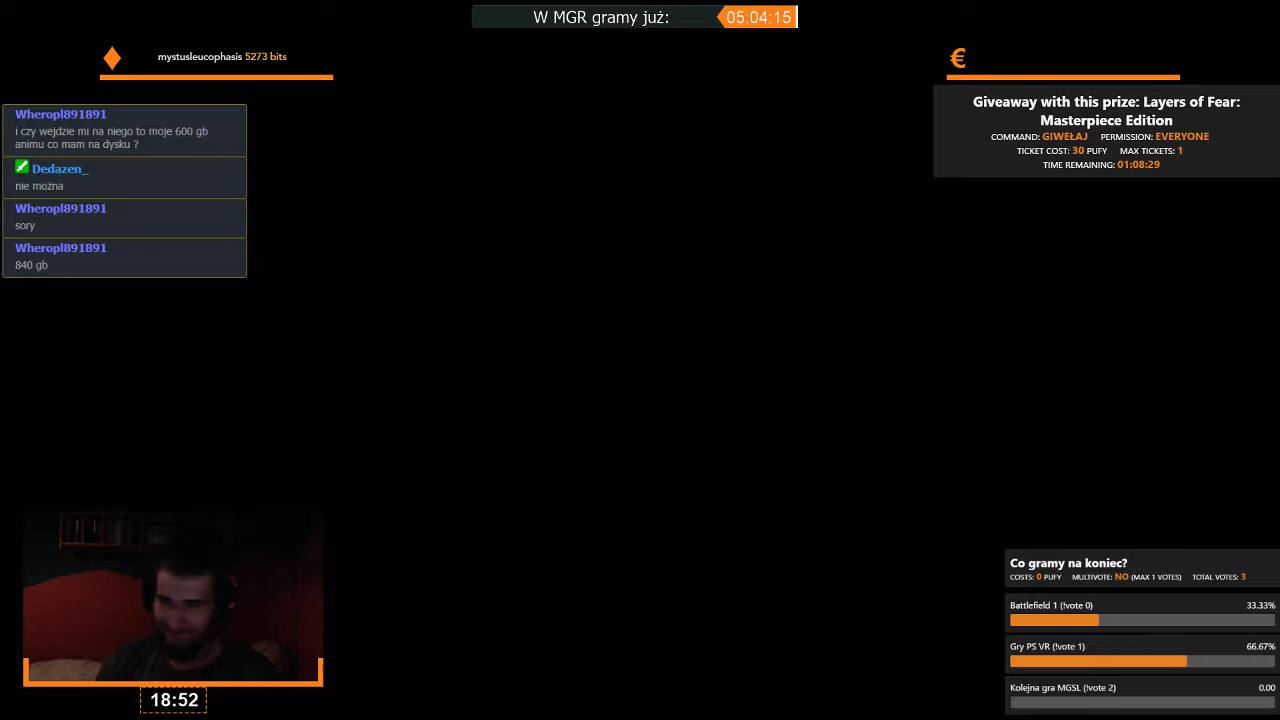 W MGR gramy już: 05:04:15
mystusleucophasis 5273 bits
€
Wheropl891891
i czy wejdzie mi na niego to moje 600 gb
animu co mam na dysku ?
Dedazen_
nie można
Wheropl891891
sory
Wheropl891891
840 gb
Giveaway with this prize: Layers of Fear:
Masterpiece Edition
COMMAND: GIWEŁAJ PERMISSION: EVERYONE
TICKET COST: 30 PUFY MAX TICKETS: 1
TIME REMAINING: 01:08:29
18:52
Co gramy na koniec?
COSTS: 0 PUFY MULTIVOTE: NO (MAX 1 VOTES) TOTAL VOTES: 3
Battlefield 1 (!vote 0) 33.33%
Gry PS VR (!vote 1) 66.67%
Kolejna gra MGSL (!vote 2) 0.00